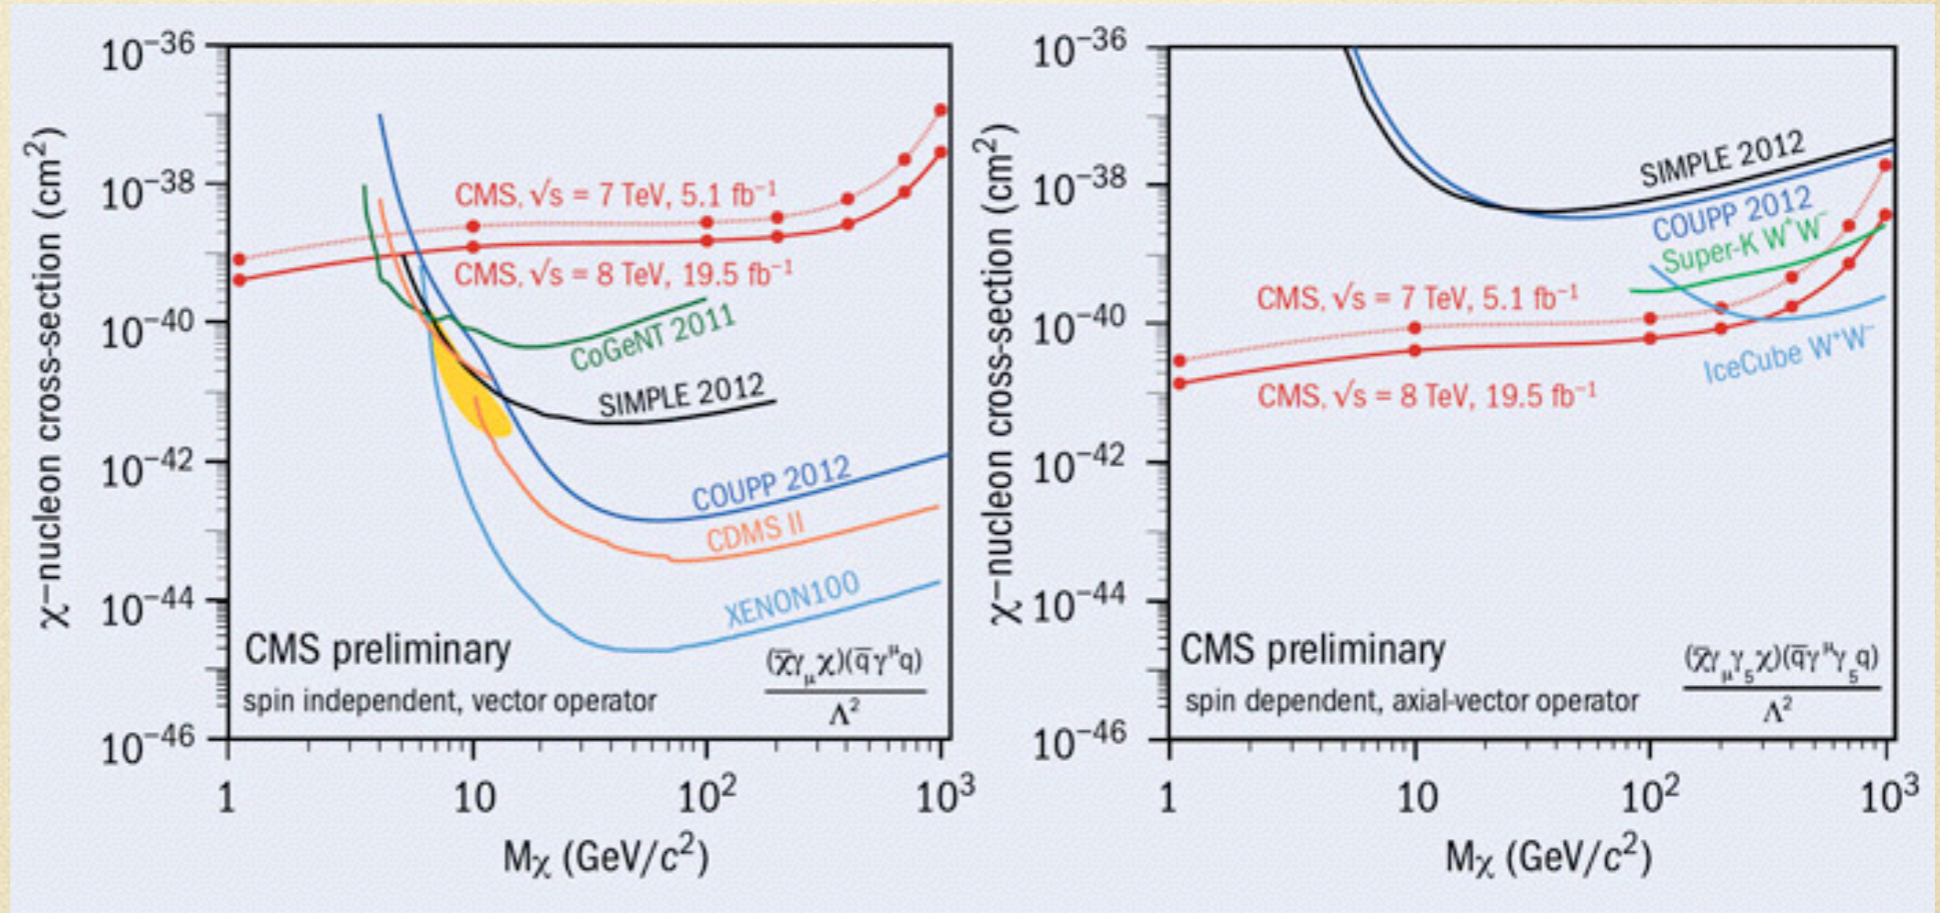 χ–nucleon cross-section (cm²)
10⁻³⁶
10⁻³⁸
10⁻⁴⁰
10⁻⁴²
10⁻⁴⁴
10⁻⁴⁶
CMS, √s = 7 TeV, 5.1 fb⁻¹
CMS, √s = 8 TeV, 19.5 fb⁻¹
CoGeNT 2011
SIMPLE 2012
COUPP 2012
CDMS II
XENON100
CMS preliminary
spin independent, vector operator
(χ̅γ_μχ)(q̅γ^μq)
Λ²
1 10 10² 10³
Mχ (GeV/c²)
χ–nucleon cross-section (cm²)
10⁻³⁶
10⁻³⁸
10⁻⁴⁰
10⁻⁴²
10⁻⁴⁴
10⁻⁴⁶
SIMPLE 2012
COUPP 2012
Super-K W⁺W⁻
CMS, √s = 7 TeV, 5.1 fb⁻¹
IceCube W⁺W⁻
CMS, √s = 8 TeV, 19.5 fb⁻¹
CMS preliminary
spin dependent, axial-vector operator
(χ̅γ_μγ₅χ)(q̅γ^μγ₅q)
Λ²
1 10 10² 10³
Mχ (GeV/c²)